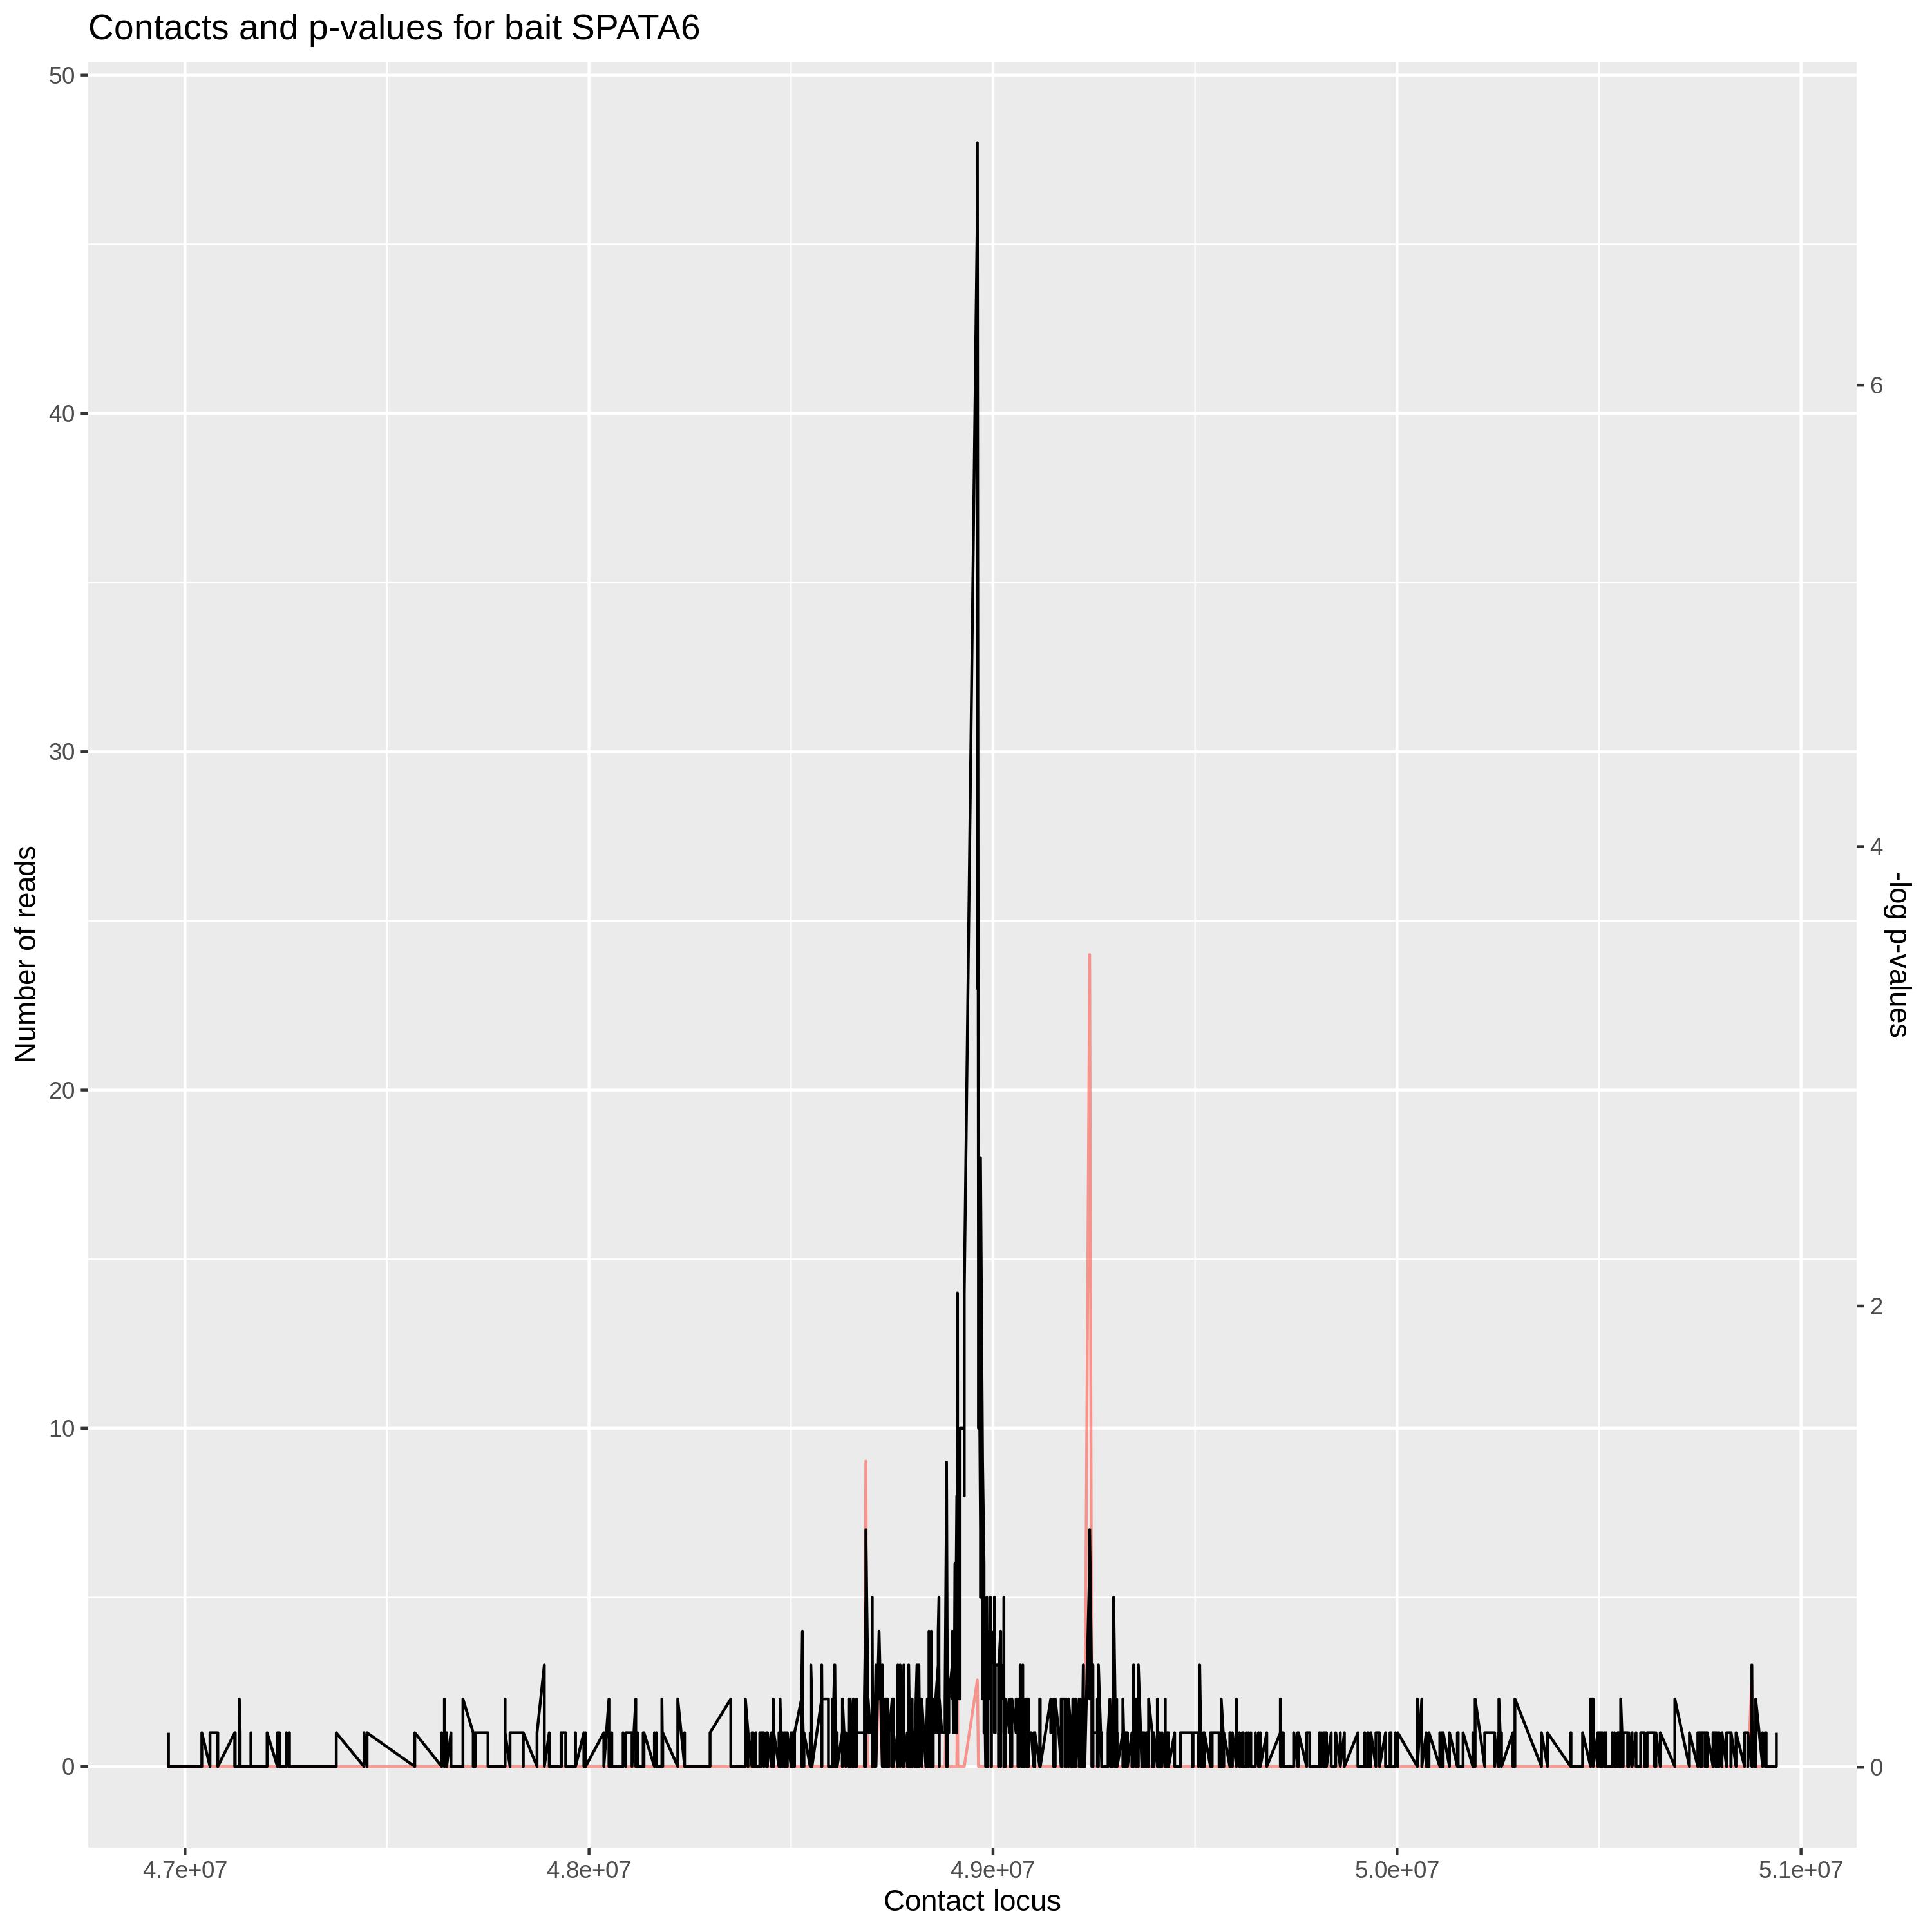 Contacts and p-values for bait SPATA6
50
40
30
20
10
0
Number of reads
6
4
2
0
-log p-values
4.7e+07 4.8e+07 4.9e+07 5.0e+07 5.1e+07
Contact locus